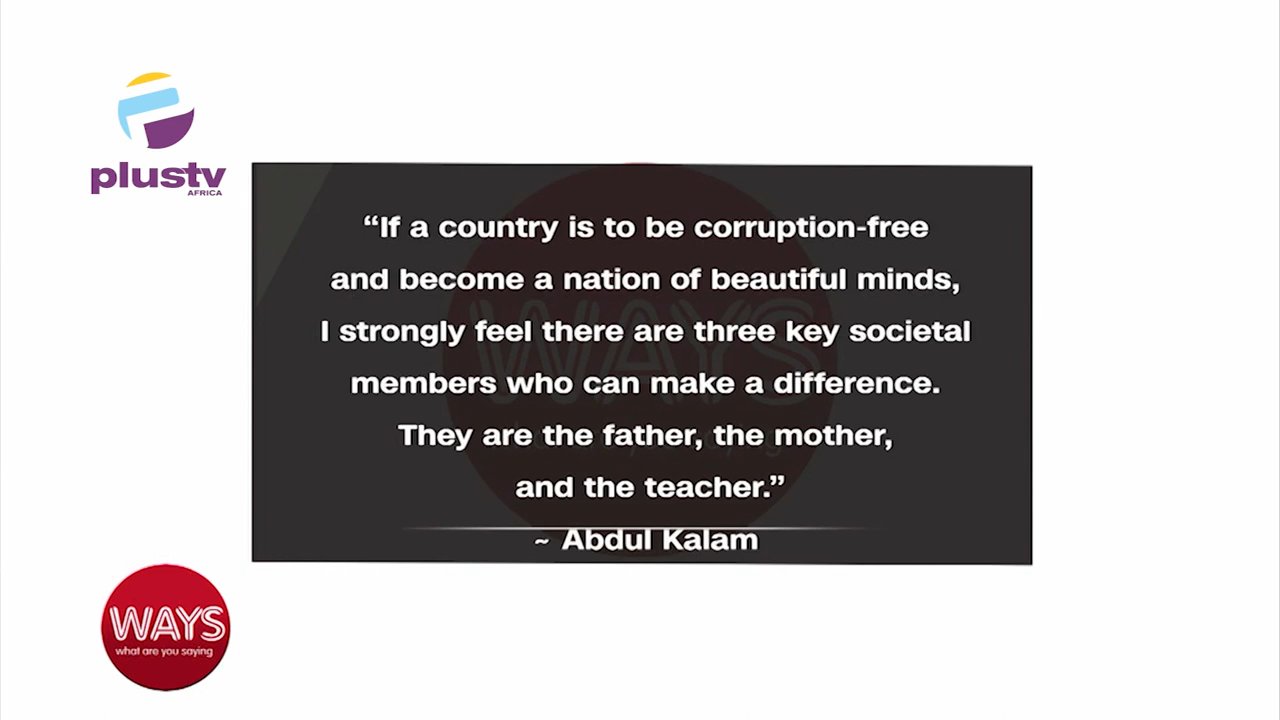 plustv
AFRICA
“If a country is to be corruption-free
and become a nation of beautiful minds,
I strongly feel there are three key societal
members who can make a difference.
They are the father, the mother,
and the teacher.”
~ Abdul Kalam
WAYS
what are you saying